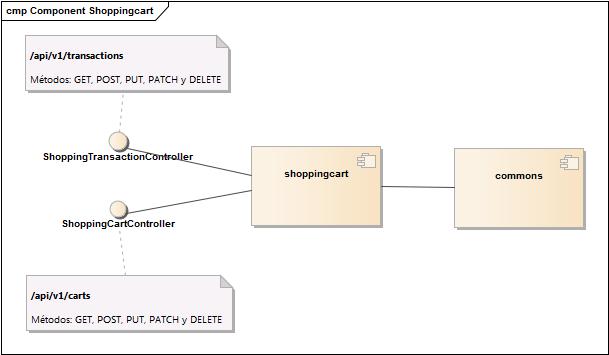 cmp Component Shoppingcart
/api/v1/transactions
Métodos: GET, POST, PUT, PATCH y DELETE
ShoppingTransactionController
shoppingcart
commons
ShoppingCartController
/api/v1/carts
Métodos: GET, POST, PUT, PATCH y DELETE